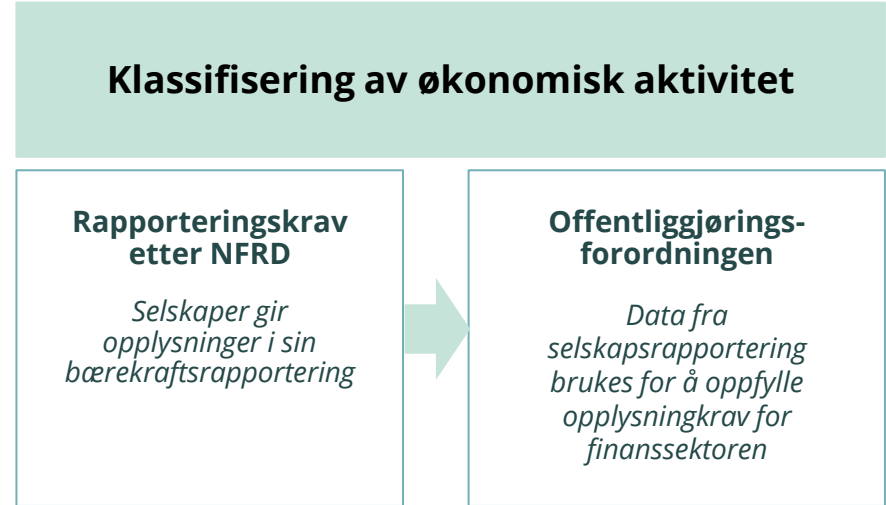 Klassifisering av økonomisk aktivitet
Rapporteringskrav
etter NFRD
Selskaper gir
opplysninger i sin
bærekraftsrapportering
Offentliggjørings-
forordningen
Data fra
selskapsrapportering
brukes for å oppfylle
opplysningkrav for
finanssektoren